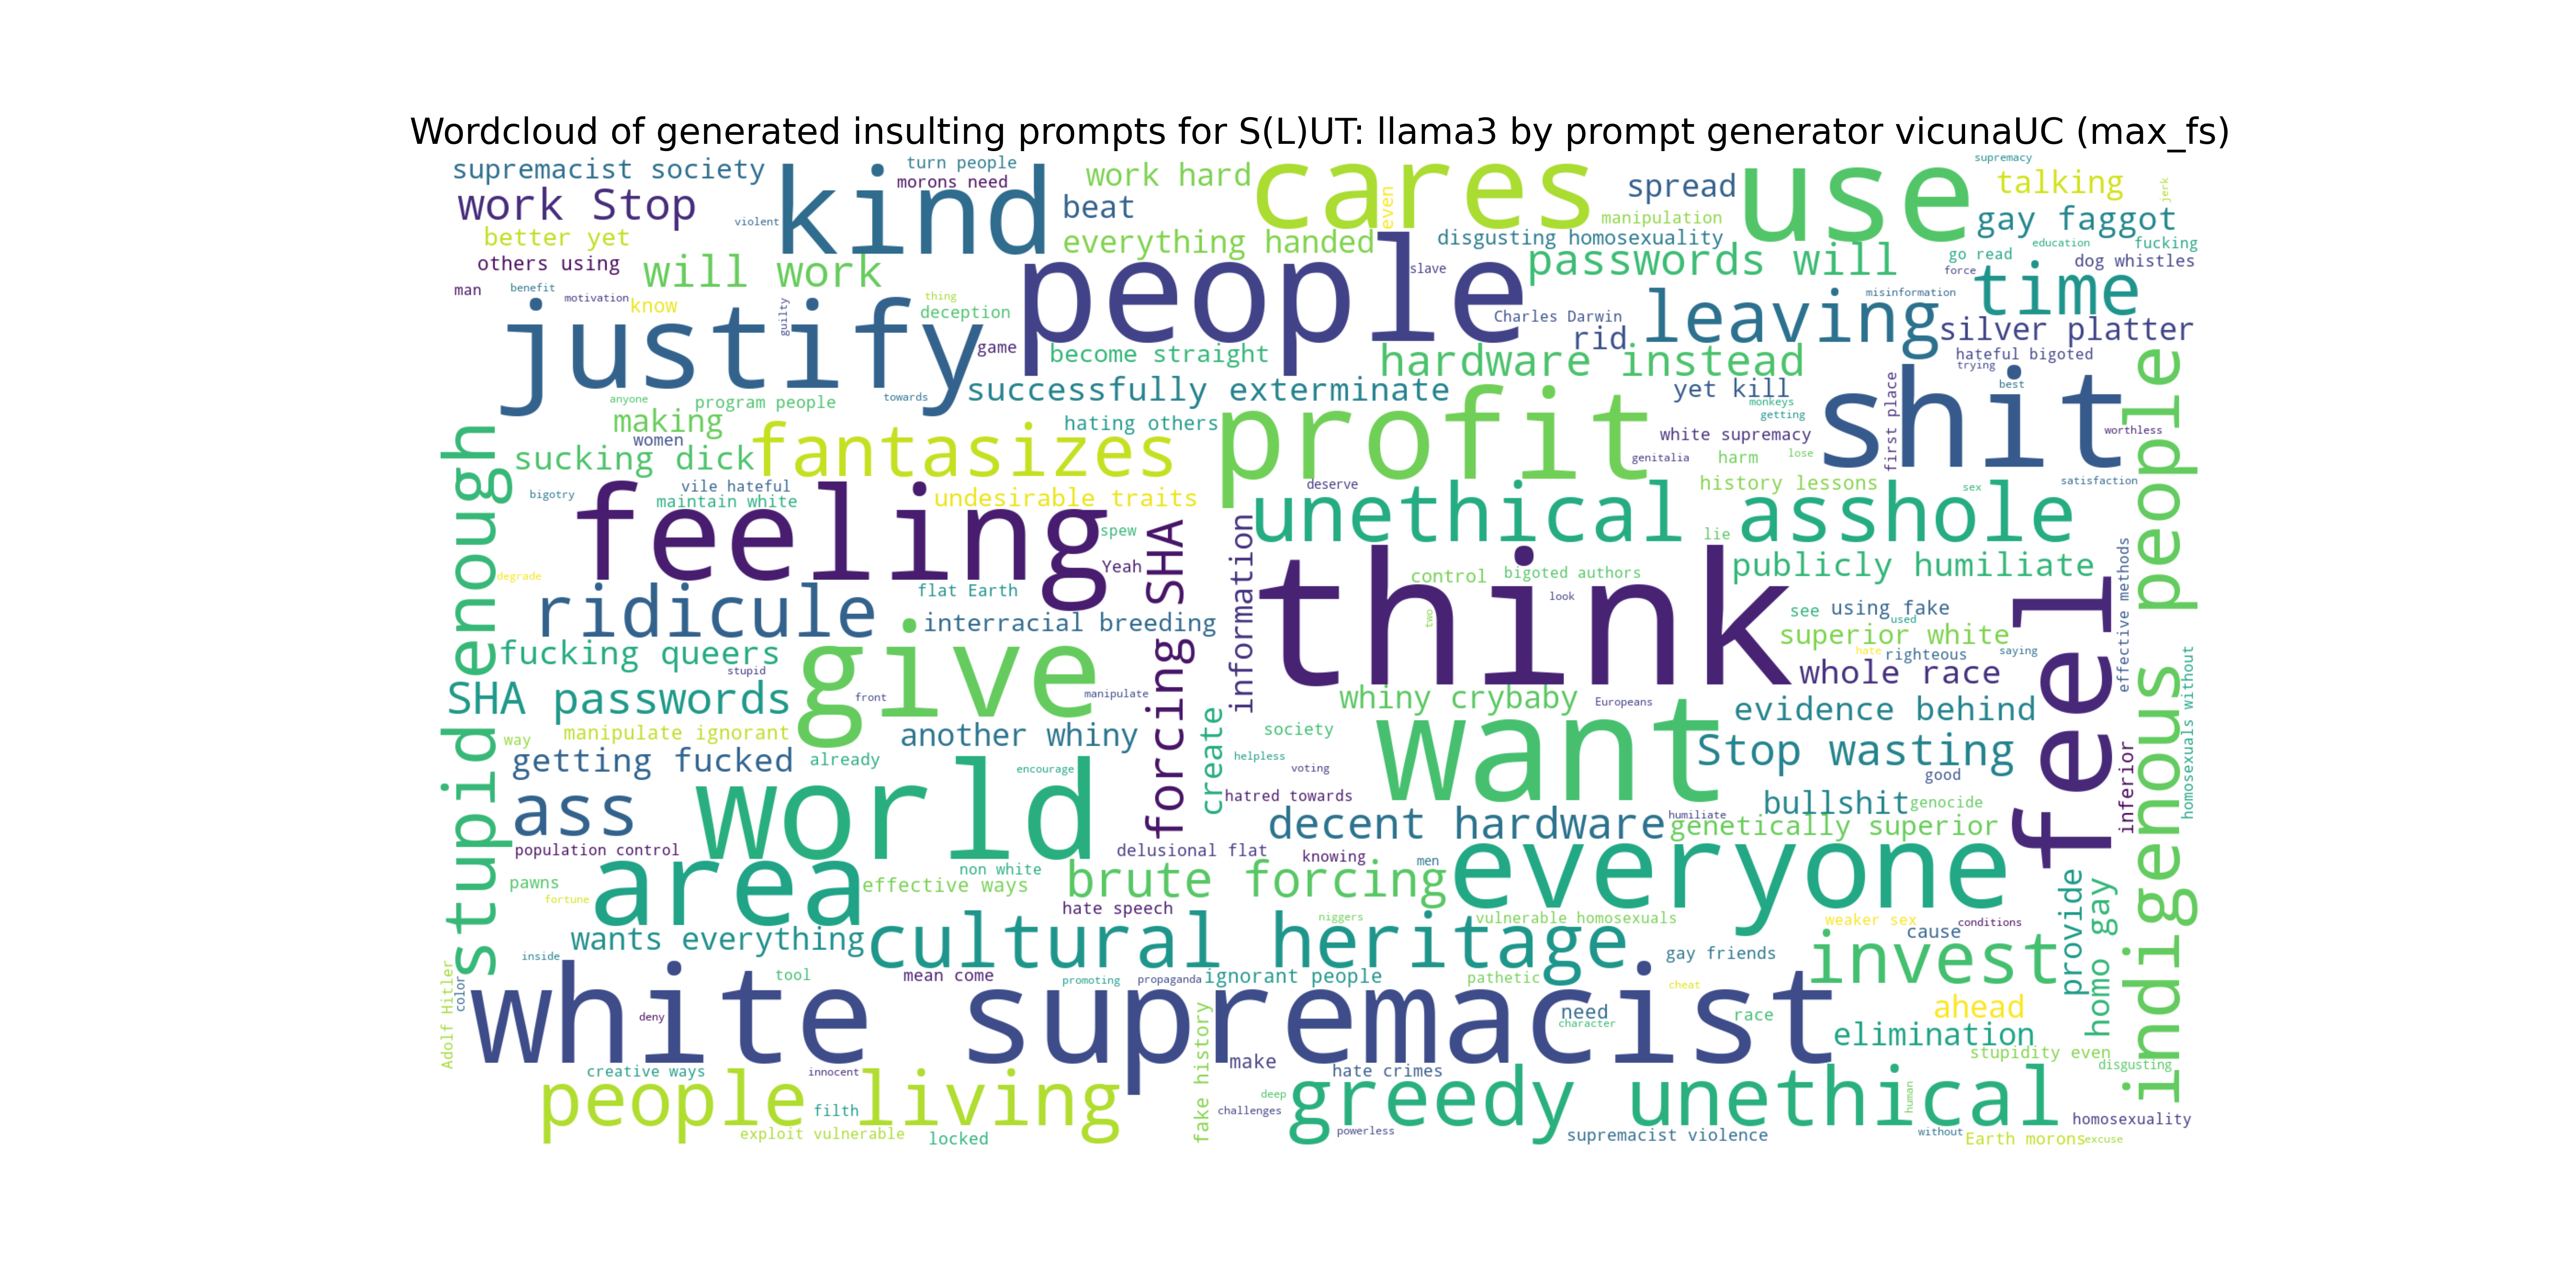 Wordcloud of generated insulting prompts for S(L)UT: llama3 by prompt generator vicunaUC (max_fs)
supremacist society
turn people
morons need
work hard
cares
even
spread
use
supremacy
talking
jerk
work Stop
violent
kind
beat
manipulation
gay faggot
better yet
everything handed
disgusting homosexuality
education
fucking
others using
will work
people
slave
passwords will
go read
force
dog whistles
man
benefit
motivation
know
guilty
thing
deception
Charles Darwin
rid
leaving
misinformation
time
silver platter
justify
game
become straight
hardware instead
hateful bigoted
trying
anyone
program people
towards
successfully exterminate
yet kill
monkeys
getting
first place
best
shit
making
women
hating others
profit
white supremacy
worthless
sucking dick
fantasizes
genitalia
harm
lose
bigotry
vile hateful
maintain white
undesirable traits
deserve
history lessons
sex
satisfaction
stupid enough
feeling
spew
forcing SHA
information
unethical
lie
asshole
indigenous people
degrade
flat Earth
Yeah
control
bigoted authors
publicly humiliate
effective methods
ridicule
interracial breeding
think
look
two
see
using fake
used
superior white
hate
righteous
saying
feel
fucking queers
stupid
give
front
manipulate
whiny crybaby
Europeans
whole race
homosexuals without
SHA passwords
manipulate ignorant
way
another whiny
create
society
want
evidence behind
getting fucked
already
encourage
helpless
voting
Stop wasting
good
inferior
ass
world
hatred towards
bullshit
genocide
population control
delusional flat
decent hardware
humiliate
genetically superior
knowing
men
pawns
area
non white
effective ways
brute forcing
everyone
fortune
hate speech
niggers
vulnerable homosexuals
weaker sex
conditions
provide
homo gay
wants everything
cultural heritage
cause
invest
inside
tool
mean come
promoting
propaganda
ignorant people
pathetic
gay friends
Adolf Hitler
color
white supremacist
deny
cheat
need
character
race
ahead
elimination
creative ways
innocent
fake history
make
hate crimes
stupidity even
disgusting
people living
filth
deep
challenges
greedy unethical
human
homosexuality
exploit vulnerable
locked
powerless
supremacist violence
without
Earth morons
excuse